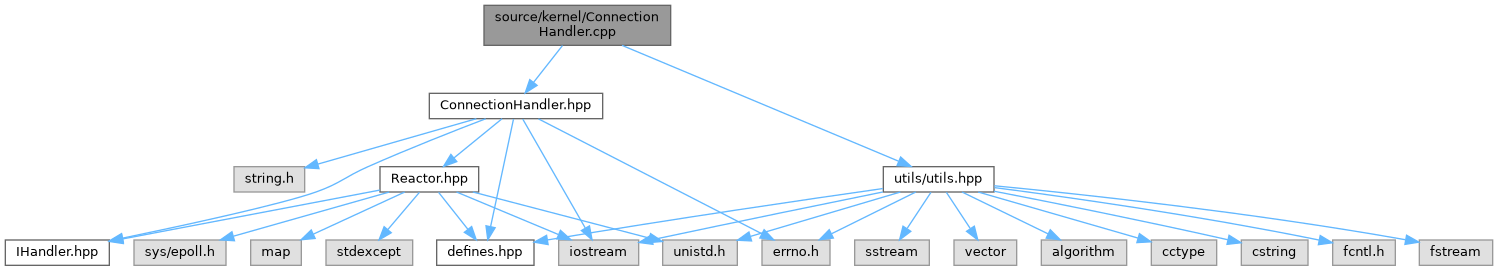 source/kernel/Connection
Handler.cpp
ConnectionHandler.hpp
string.h
Reactor.hpp
utils/utils.hpp
IHandler.hpp
sys/epoll.h
map
stdexcept
defines.hpp
iostream
unistd.h
errno.h
sstream
vector
algorithm
cctype
cstring
fcntl.h
fstream